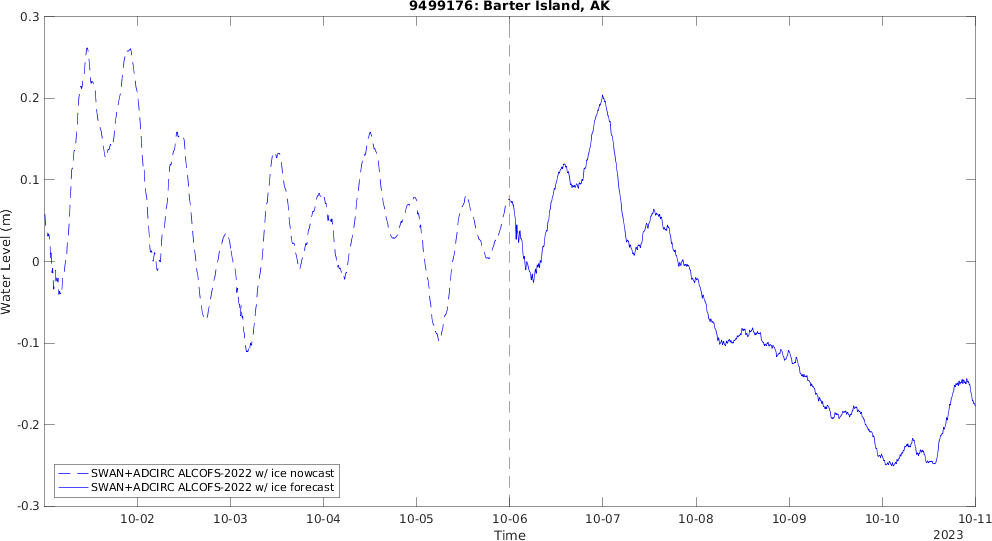 9499176: Barter Island, AK
0.3
0.2
0.1
0
-0.1
-0.2
-0.3
Water Level (m)
SWAN+ADCIRC ALCOFS-2022 w/ ice nowcast
SWAN+ADCIRC ALCOFS-2022 w/ ice forecast
10-02 10-03 10-04 10-05 10-06 10-07 10-08 10-09 10-10 10-11
Time
2023